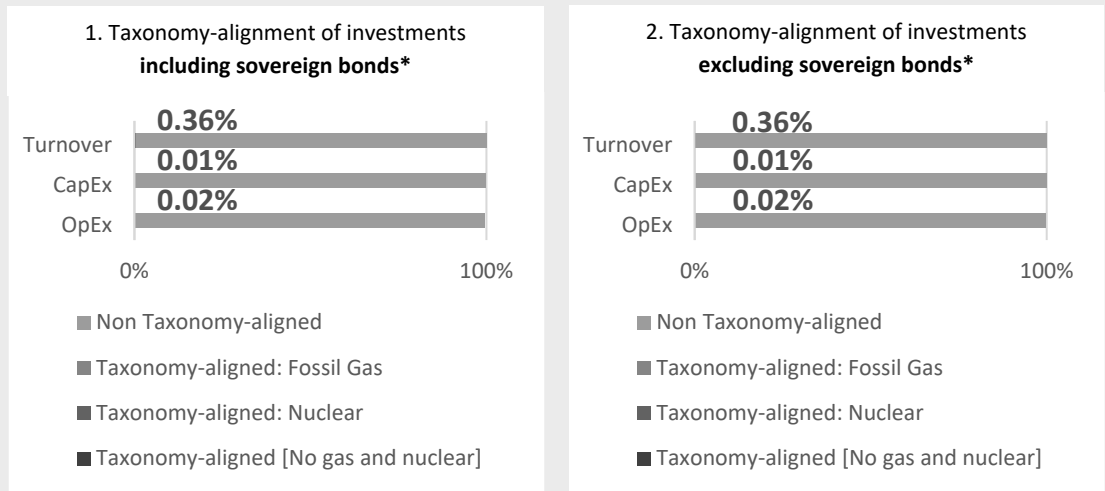 1. Taxonomy-alignment of investments
including sovereign bonds*
0.36%
Turnover
0.01%
CapEx
0.02%
OpEx
0% 100%
Non Taxonomy-aligned
Taxonomy-aligned: Fossil Gas
Taxonomy-aligned: Nuclear
Taxonomy-aligned [No gas and nuclear]
2. Taxonomy-alignment of investments
excluding sovereign bonds*
0.36%
Turnover
0.01%
CapEx
0.02%
OpEx
0% 100%
Non Taxonomy-aligned
Taxonomy-aligned: Fossil Gas
Taxonomy-aligned: Nuclear
Taxonomy-aligned [No gas and nuclear]